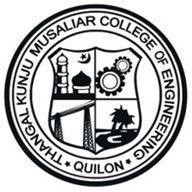 THANGAL KUNJU MUSALIAR COLLEGE OF ENGINEERING
QUILON